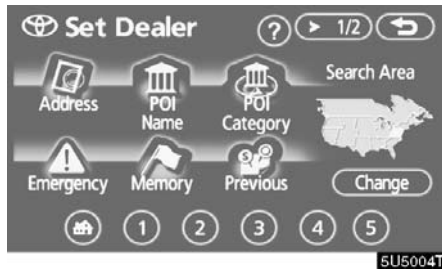 Set Dealer
? > 1/2
Search Area
Address POI Name POI Category
Emergency Memory Previous
Change
1 2 3 4 5
5U5004T